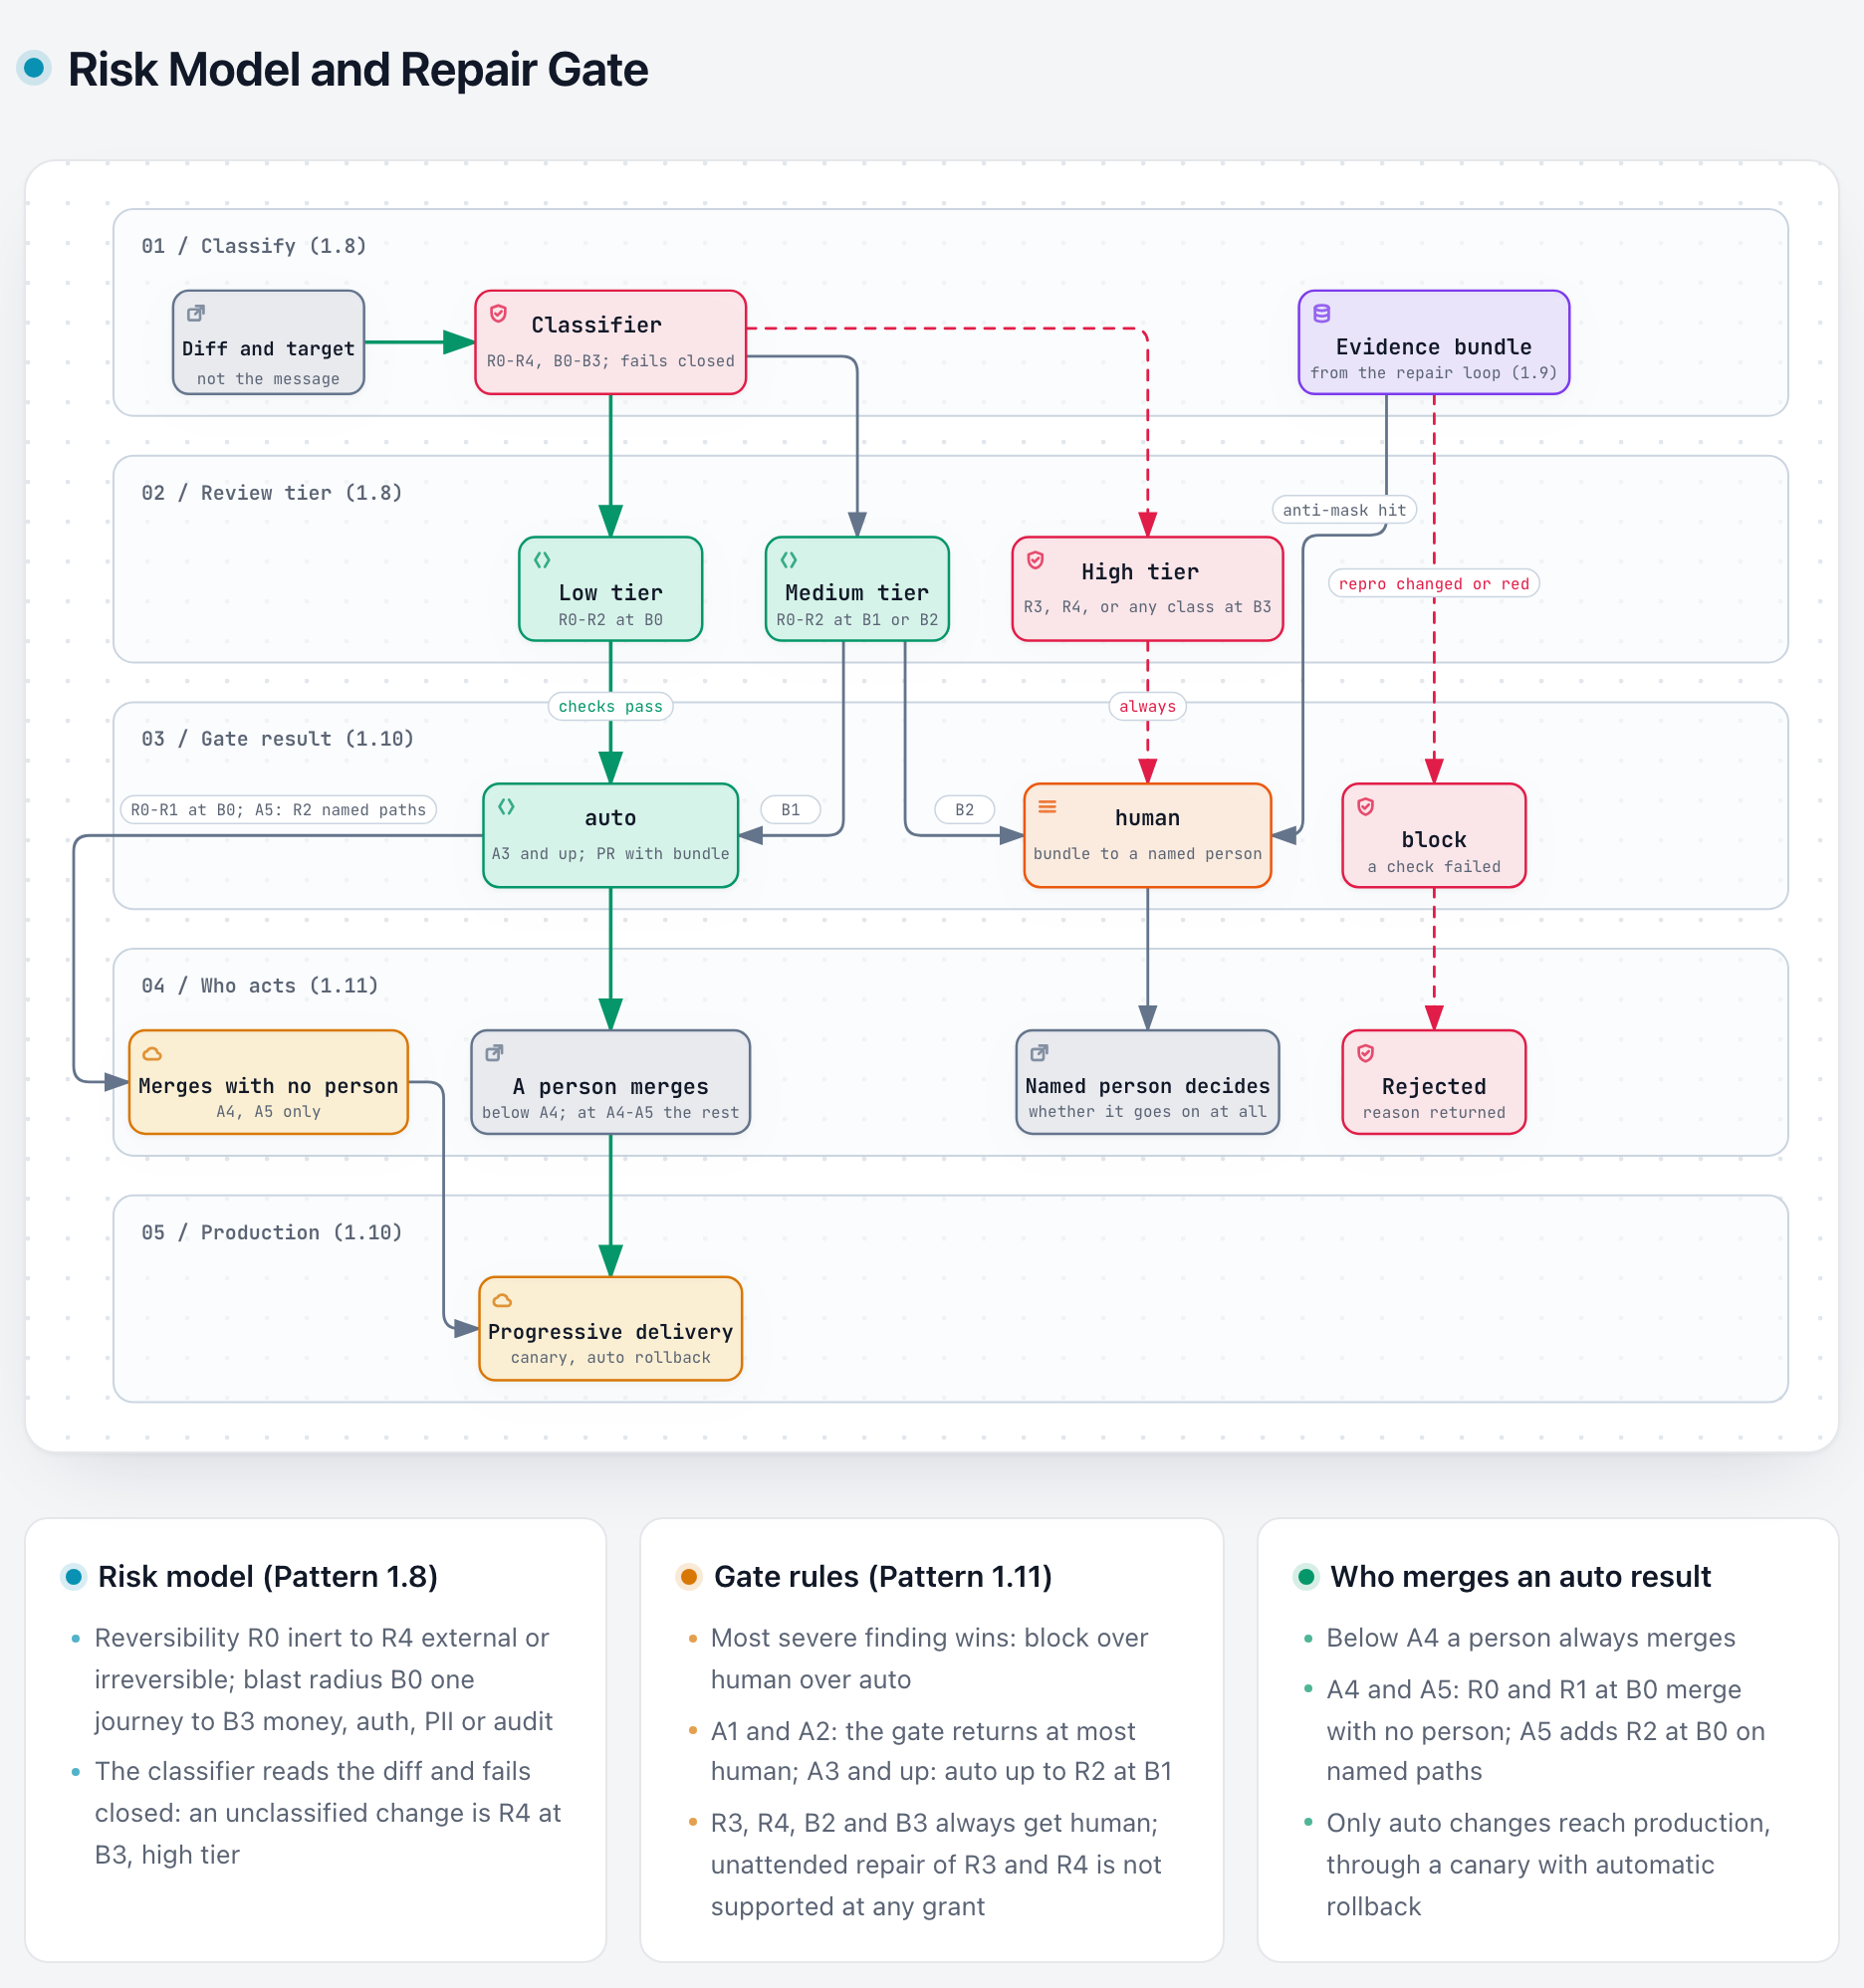 Risk Model and Repair Gate
01 / Classify (1.8)
Diff and target
not the message
Classifier
R0-R4, B0-B3; fails closed
Evidence bundle
from the repair loop (1.9)
02 / Review tier (1.8)
anti-mask hit
repro changed or red
Low tier
R0-R2 at B0
Medium tier
R0-R2 at B1 or B2
High tier
R3, R4, or any class at B3
checks pass
always
03 / Gate result (1.10)
R0-R1 at B0; A5: R2 named paths
auto
A3 and up; PR with bundle
B1
B2
human
bundle to a named person
block
a check failed
04 / Who acts (1.11)
Merges with no person
A4, A5 only
A person merges
below A4; at A4-A5 the rest
Named person decides
whether it goes on at all
Rejected
reason returned
05 / Production (1.10)
Progressive delivery
canary, auto rollback
Risk model (Pattern 1.8)
Reversibility R0 inert to R4 external or
irreversible; blast radius B0 one
journey to B3 money, auth, PII or audit
The classifier reads the diff and fails
closed: an unclassified change is R4 at
B3, high tier
Gate rules (Pattern 1.11)
Most severe finding wins: block over
human over auto
A1 and A2: the gate returns at most
human; A3 and up: auto up to R2 at B1
R3, R4, B2 and B3 always get human;
unattended repair of R3 and R4 is not
supported at any grant
Who merges an auto result
Below A4 a person always merges
A4 and A5: R0 and R1 at B0 merge
with no person; A5 adds R2 at B0 on
named paths
Only auto changes reach production,
through a canary with automatic
rollback